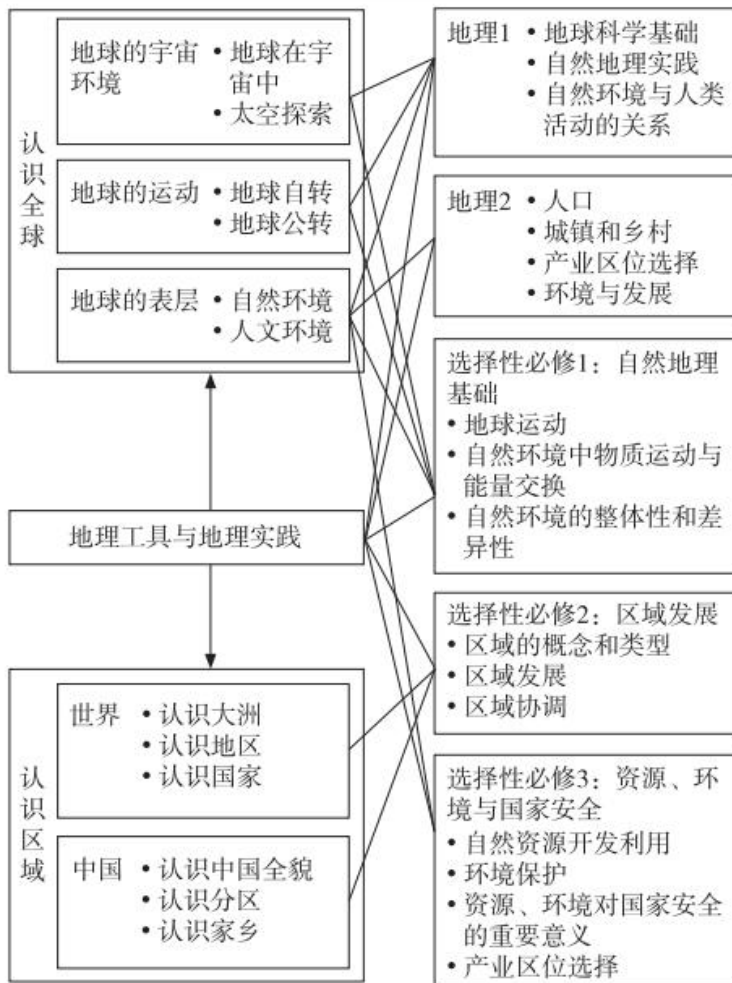 认识全球
地球的宇宙
环境
• 地球在宇
宙中
• 太空探索
地球的运动
• 地球自转
• 地球公转
地球的表层
• 自然环境
• 人文环境
地理工具与地理实践
认识区域
世界
• 认识大洲
• 认识地区
• 认识国家
中国
• 认识中国全貌
• 认识分区
• 认识家乡
地理1
• 地球科学基础
• 自然地理实践
• 自然环境与人类
活动的关系
地理2
• 人口
• 城镇和乡村
• 产业区位选择
• 环境与发展
选择性必修1：自然地理
基础
• 地球运动
• 自然环境中物质运动与
能量交换
• 自然环境的整体性和差
异性
选择性必修2：区域发展
• 区域的概念和类型
• 区域发展
• 区域协调
选择性必修3：资源、环
境与国家安全
• 自然资源开发利用
• 环境保护
• 资源、环境对国家安全
的重要意义
• 产业区位选择